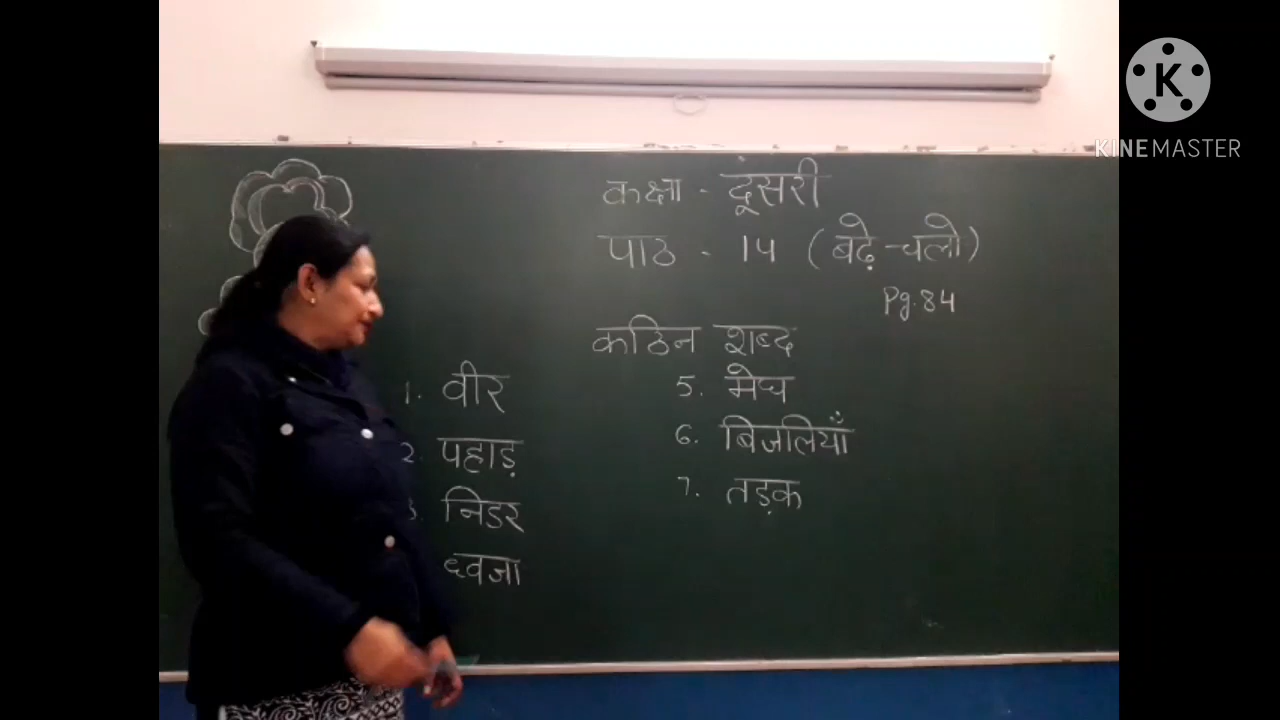 कक्षा - दूसरी
पाठ - 14 (बढ़े-चलो)
Pg. 84
कठिन शब्द
1. वीर
2. पहाड़
3. निडर
ध्वजा
5. मेघ
6. बिजलियाँ
7. तड़क
K
KINEMASTER